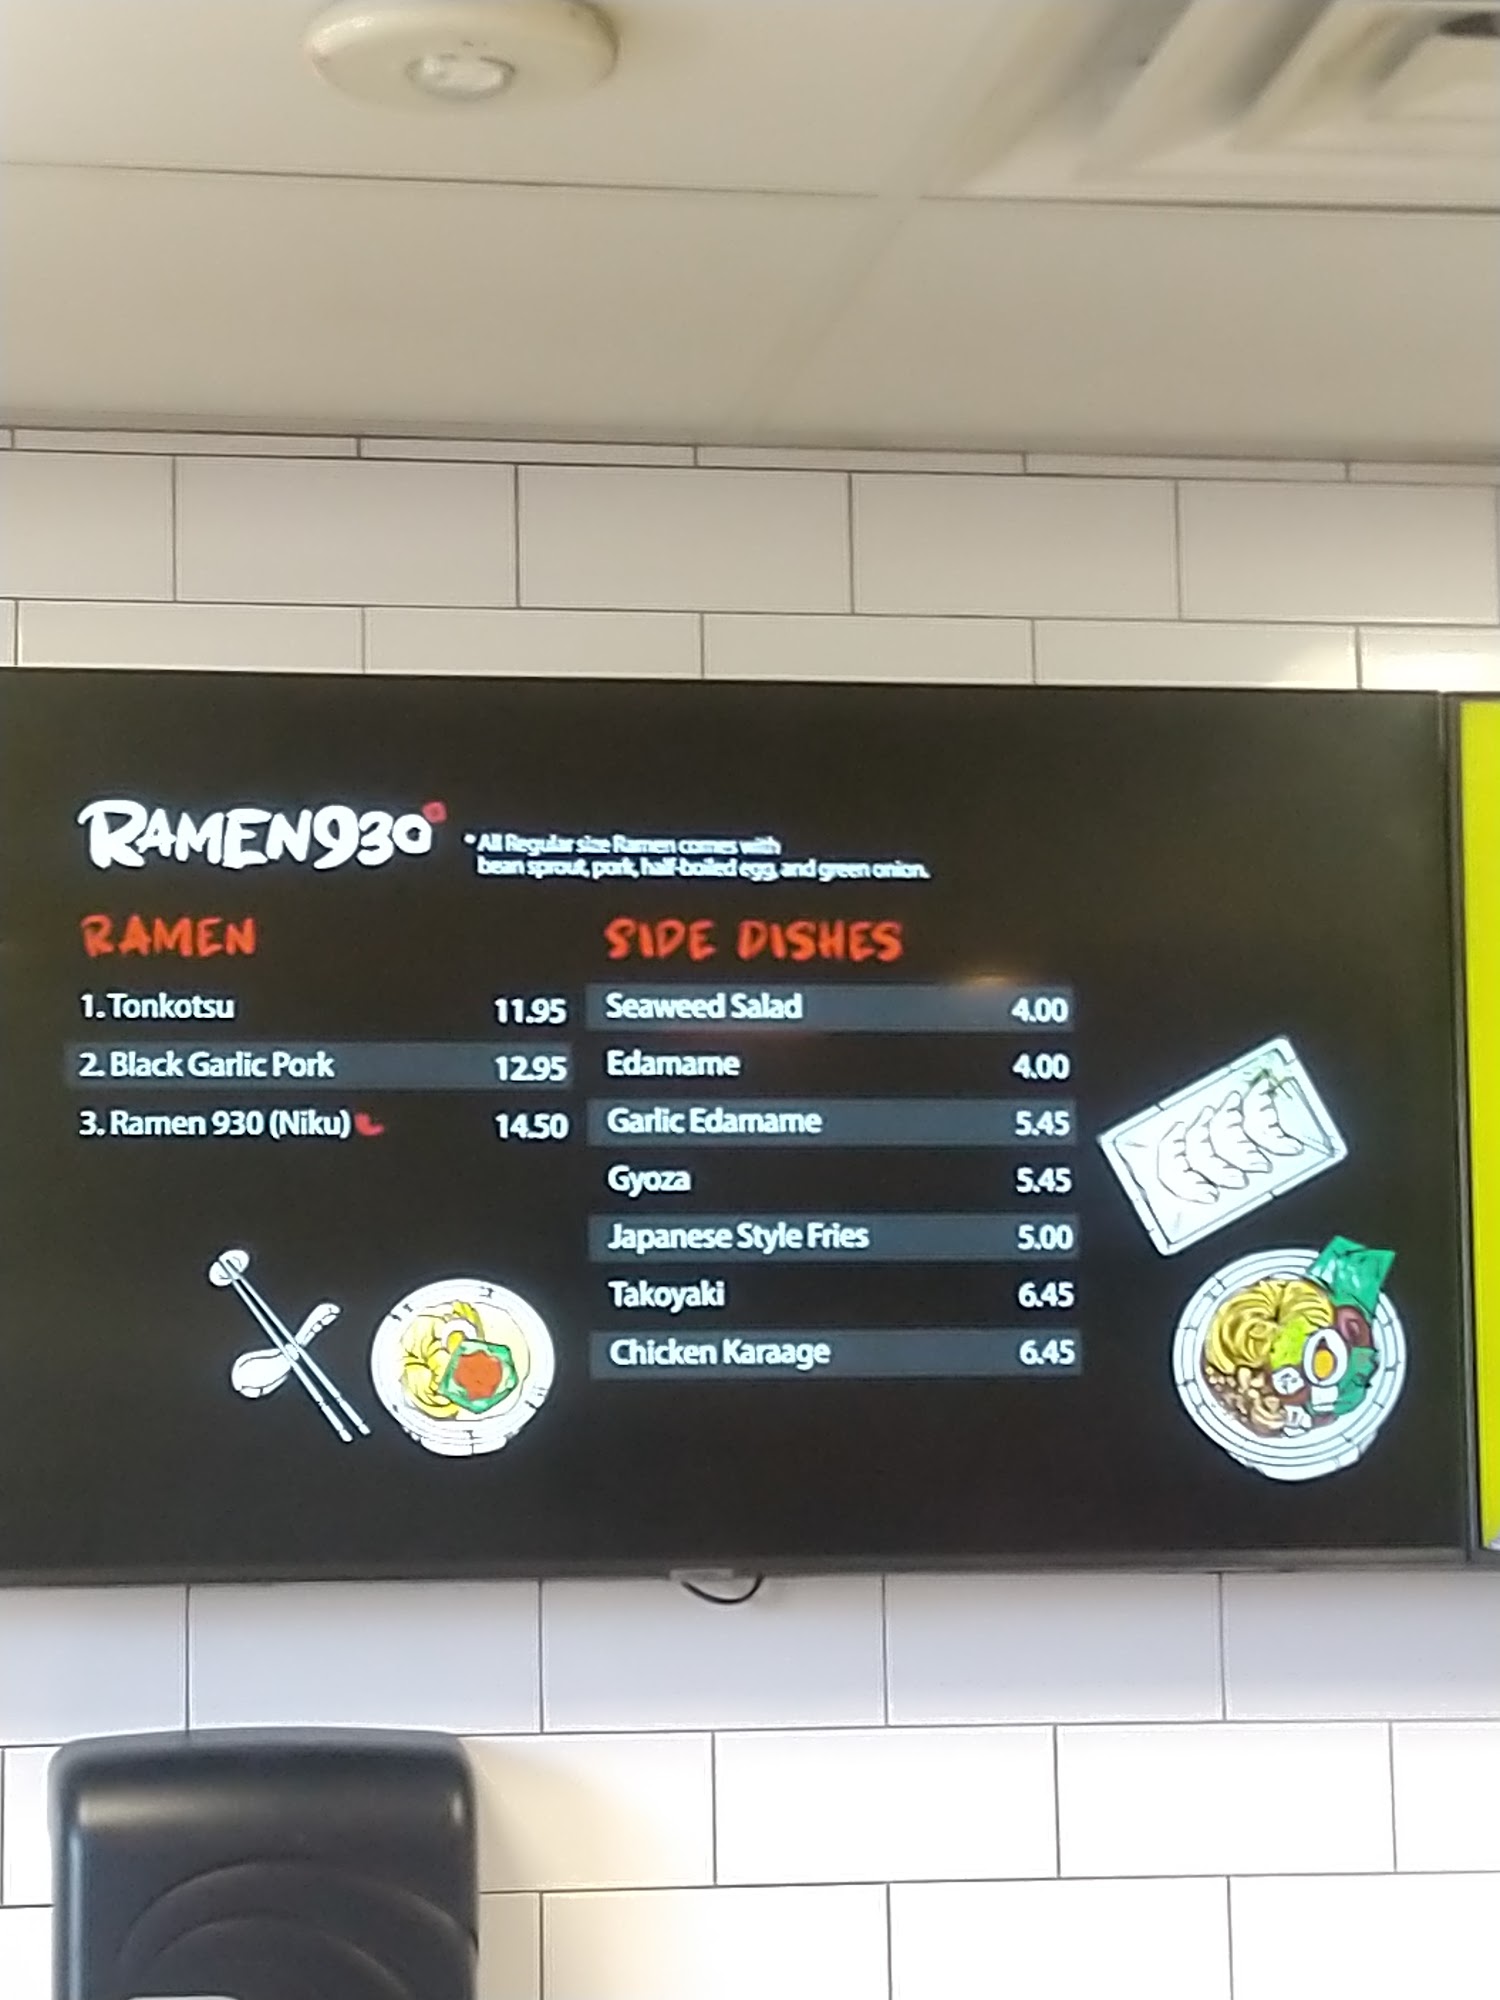 RAMEN930
* All Regular size Ramen comes with
bean sprout, pork, half-boiled egg, and green onion.
RAMEN
1. Tonkotsu 11.95
2. Black Garlic Pork 12.95
3. Ramen 930 (Niku) 14.50
SIDE DISHES
Seaweed Salad 4.00
Edamame 4.00
Garlic Edamame 5.45
Gyoza 5.45
Japanese Style Fries 5.00
Takoyaki 6.45
Chicken Karaage 6.45